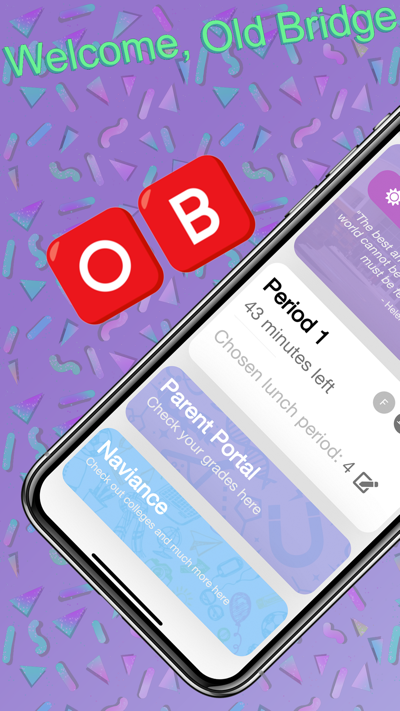 Welcome, Old Bridge
O B
"The best an
world cannot be
must be fe
- Hele
Period 1
43 minutes left
Chosen lunch period: 4
F
Parent Portal
Check your grades here
Naviance
Check out colleges and much more here